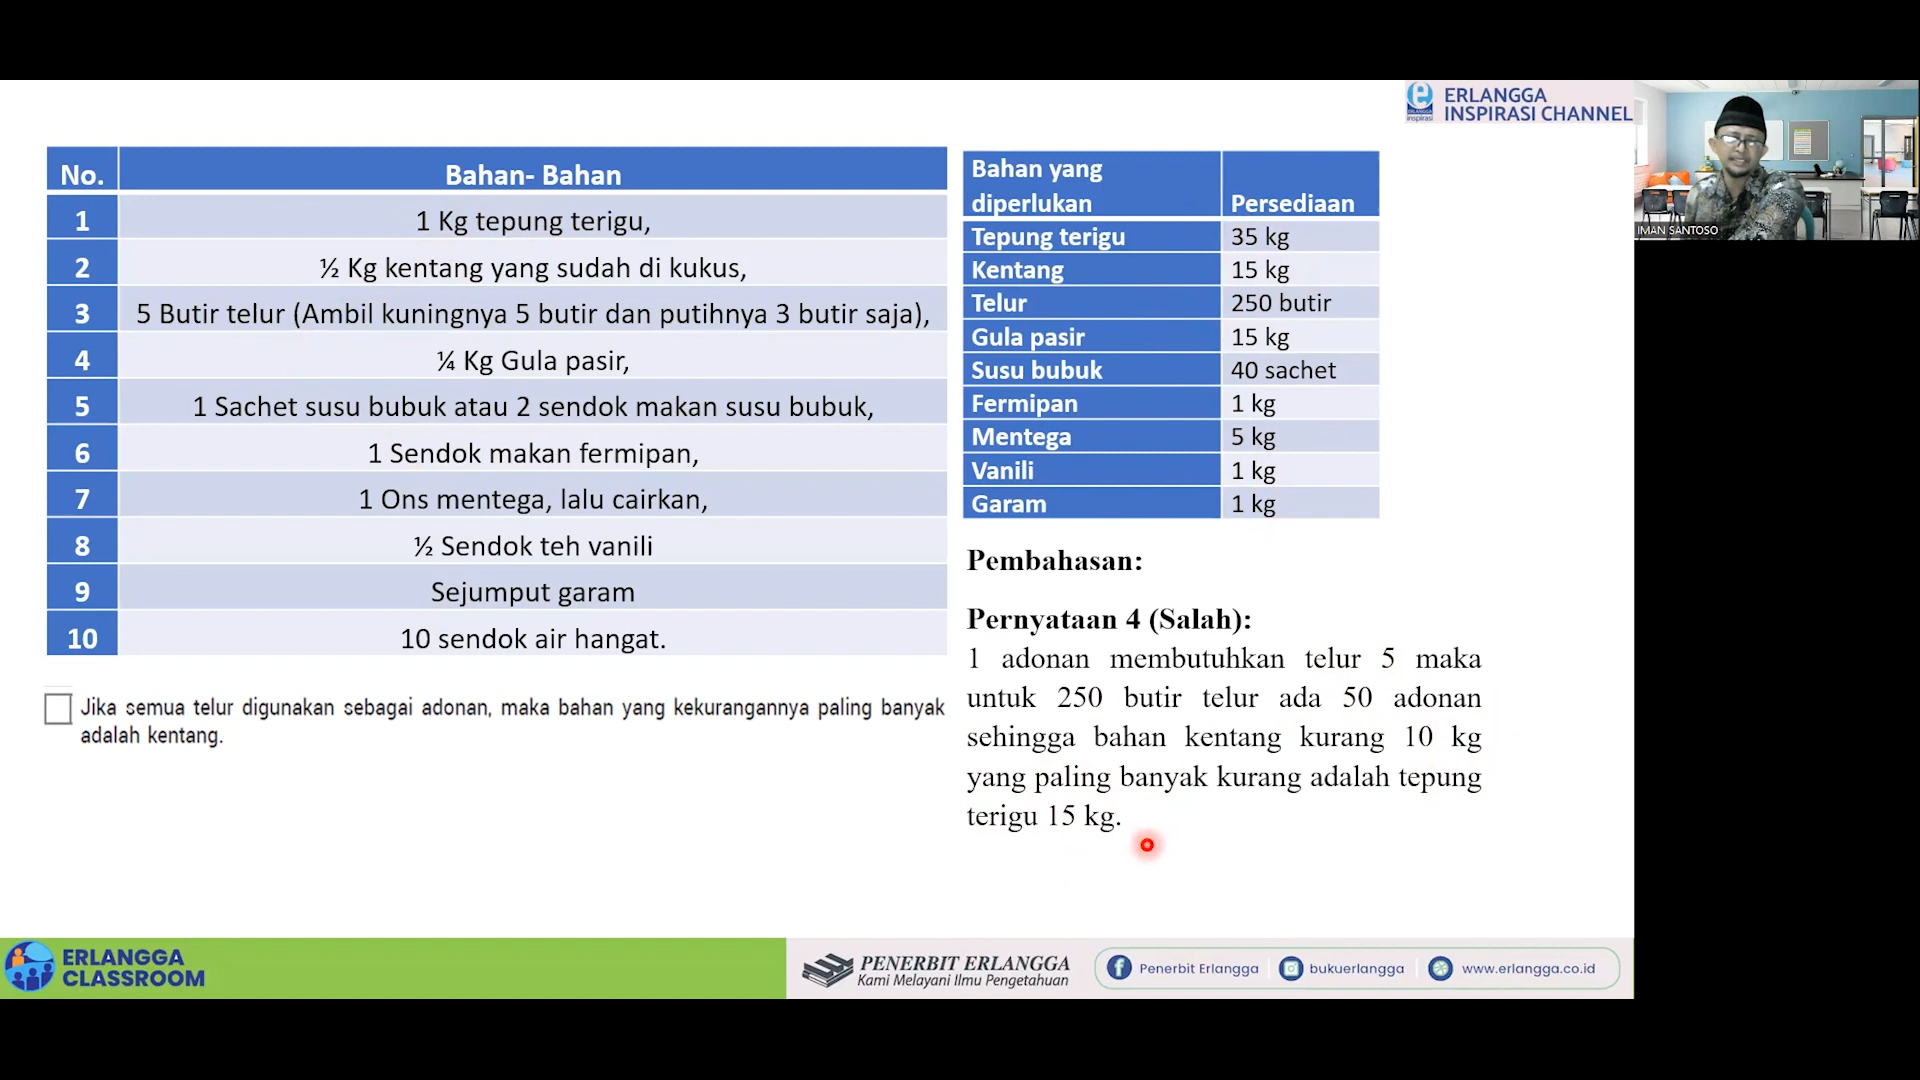 ERLANGGA
INSPIRASI CHANNEL
IMAN SANTOSO
No. Bahan- Bahan
1 1 Kg tepung terigu,
2 ½ Kg kentang yang sudah di kukus,
3 5 Butir telur (Ambil kuningnya 5 butir dan putihnya 3 butir saja),
4 ¼ Kg Gula pasir,
5 1 Sachet susu bubuk atau 2 sendok makan susu bubuk,
6 1 Sendok makan fermipan,
7 1 Ons mentega, lalu cairkan,
8 ½ Sendok teh vanili
9 Sejumput garam
10 10 sendok air hangat.
Jika semua telur digunakan sebagai adonan, maka bahan yang kekurangannya paling banyak
adalah kentang.
Bahan yang
diperlukan Persediaan
Tepung terigu 35 kg
Kentang 15 kg
Telur 250 butir
Gula pasir 15 kg
Susu bubuk 40 sachet
Fermipan 1 kg
Mentega 5 kg
Vanili 1 kg
Garam 1 kg
Pembahasan:
Pernyataan 4 (Salah):
1 adonan membutuhkan telur 5 maka
untuk 250 butir telur ada 50 adonan
sehingga bahan kentang kurang 10 kg
yang paling banyak kurang adalah tepung
terigu 15 kg.
ERLANGGA
CLASSROOM
PENERBIT ERLANGGA
Kami Melayani Ilmu Pengetahuan
Penerbit Erlangga
bukuerlangga
www.erlangga.co.id